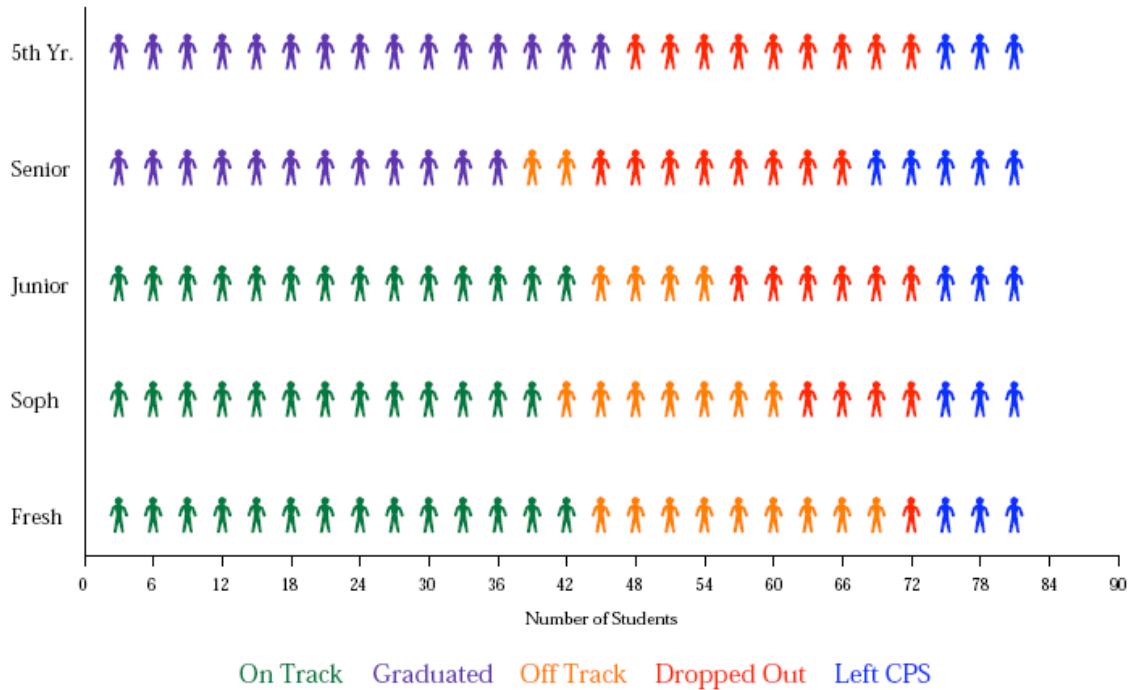 5th Yr.
Senior
Junior
Soph
Fresh
0 6 12 18 24 30 36 42 48 54 60 66 72 78 84 90
Number of Students
On Track Graduated Off Track Dropped Out Left CPS